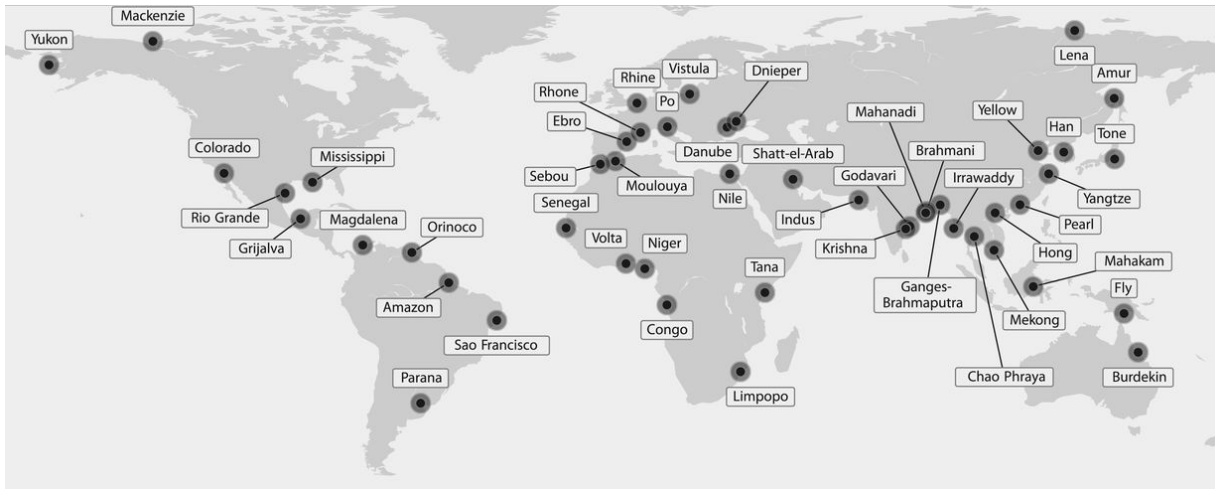 Mackenzie
Yukon
Lena
Amur
Rhine
Vistula
Dnieper
Rhone
Po
Mahanadi
Yellow
Ebro
Han
Tone
Colorado
Mississippi
Danube
Shatt-el-Arab
Brahmani
Sebou
Moulouya
Godavari
Irrawaddy
Nile
Yangtze
Rio Grande
Magdalena
Senegal
Indus
Pearl
Orinoco
Grijalva
Volta
Niger
Krishna
Hong
Tana
Mahakam
Amazon
Ganges-
Brahmaputra
Fly
Congo
Mekong
Sao Francisco
Parana
Chao Phraya
Burdekin
Limpopo